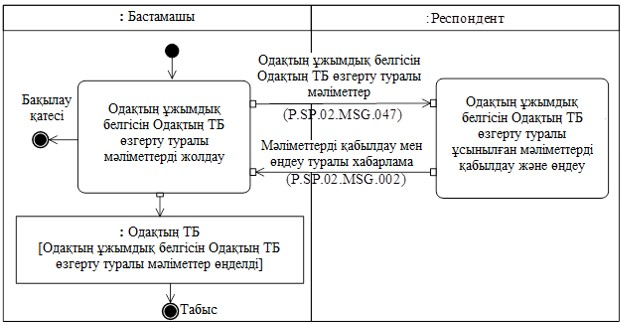 : Бастамашы
:Респондент
Одақтың ұжымдық белгісін
Одақтың ТБ өзгерту туралы
мәліметтер
(P.SP.02.MSG.047)
Бақылау
қатесі
Одақтың ұжымдық
белгісін Одақтың ТБ
өзгерту туралы
мәліметтерді жолдау
Одақтың ұжымдық
белгісін Одақтың ТБ
өзгерту туралы
ұсынылған мәліметтерді
қабылдау және өңдеу
Мәліметтерді қабылдау мен
өңдеу туралы хабарлама
(P.SP.02.MSG.002)
: Одақтың ТБ
[Одақтың ұжымдық белгісін Одақтың ТБ
өзгерту туралы мәліметтер өңделді]
Табыс